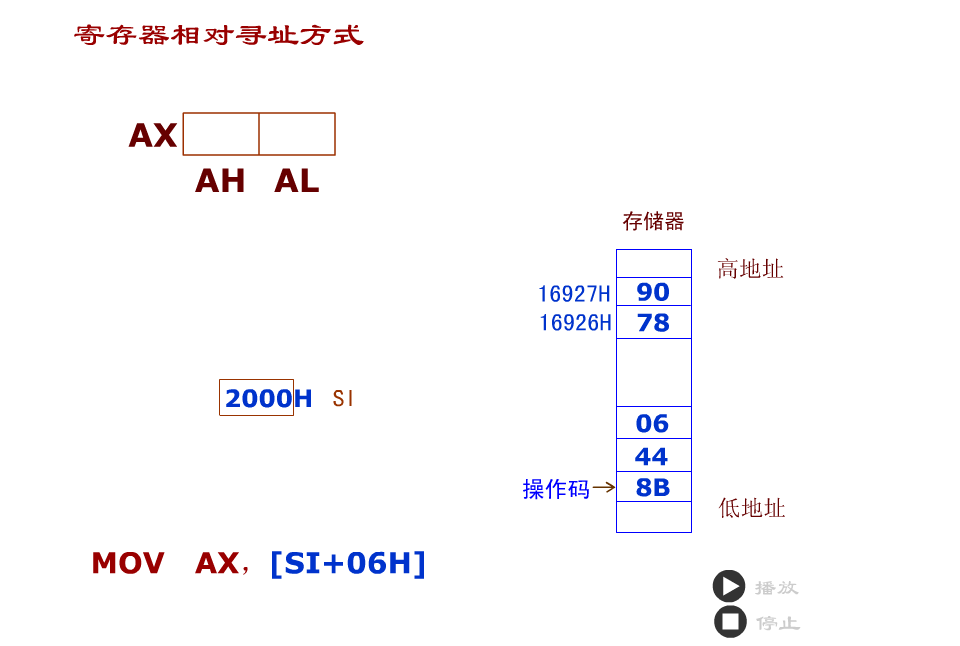 寄存器相对寻址方式
AX
AH AL
存储器
高地址
16927H 90
16926H 78
2000H SI
06
44
操作码 8B
低地址
MOV AX，[SI+06H]
播放
停止